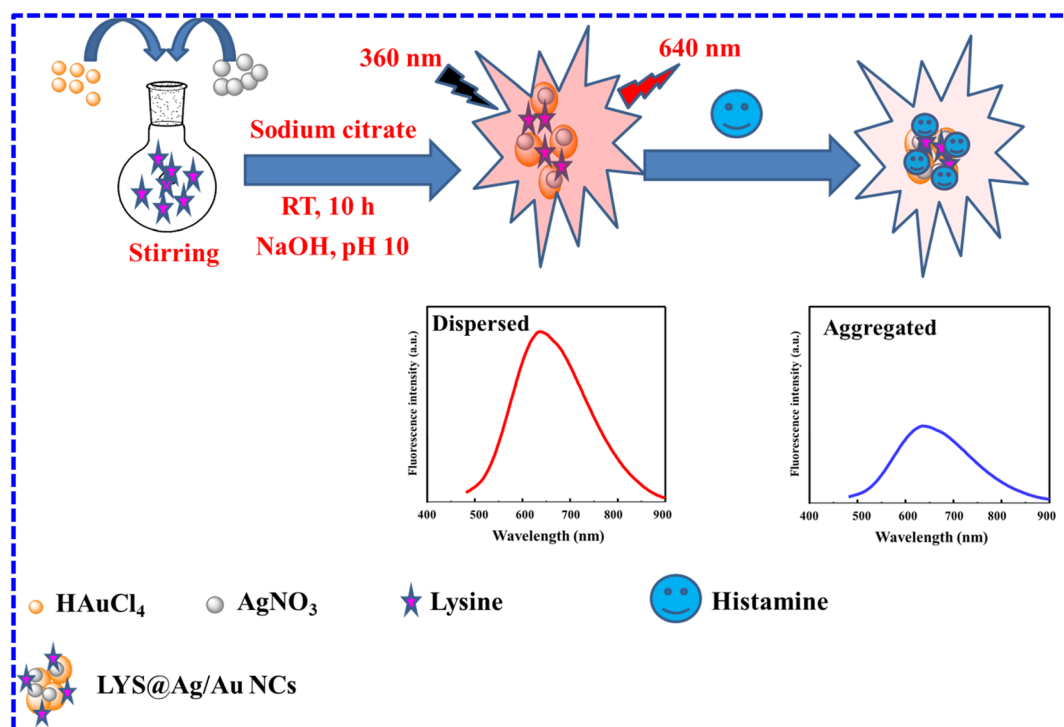 360 nm
640 nm
Sodium citrate
RT, 10 h
NaOH, pH 10
Stirring
Dispersed
Fluorescence intensity (a.u.)
400 500 600 700 800 900
Wavelength (nm)
Aggregated
Fluorescence intensity (a.u.)
400 500 600 700 800 900
Wavelength (nm)
HAuCl₄
AgNO₃
Lysine
Histamine
LYS@Ag/Au NCs